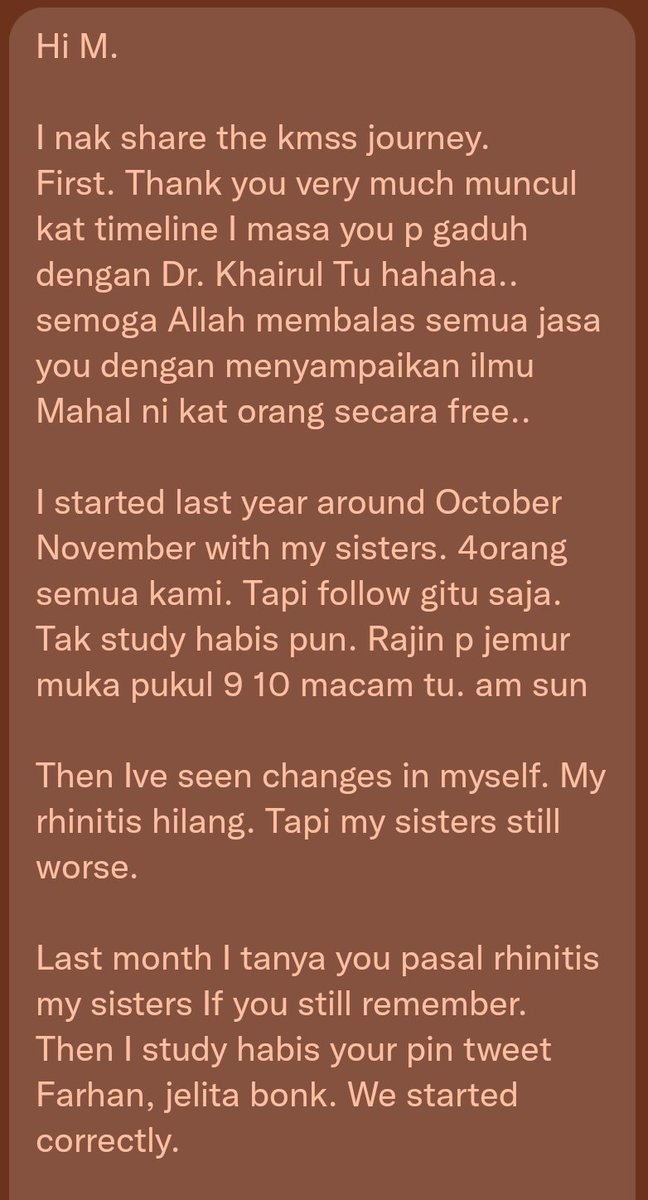 Hi M.
I nak share the kmss journey.
First. Thank you very much muncul
kat timeline I masa you p gaduh
dengan Dr. Khairul Tu hahaha..
semoga Allah membalas semua jasa
you dengan menyampaikan ilmu
Mahal ni kat orang secara free..
I started last year around October
November with my sisters. 4orang
semua kami. Tapi follow gitu saja.
Tak study habis pun. Rajin p jemur
muka pukul 9 10 macam tu. am sun
Then Ive seen changes in myself. My
rhinitis hilang. Tapi my sisters still
worse.
Last month I tanya you pasal rhinitis
my sisters If you still remember.
Then I study habis your pin tweet
Farhan, jelita bonk. We started
correctly.